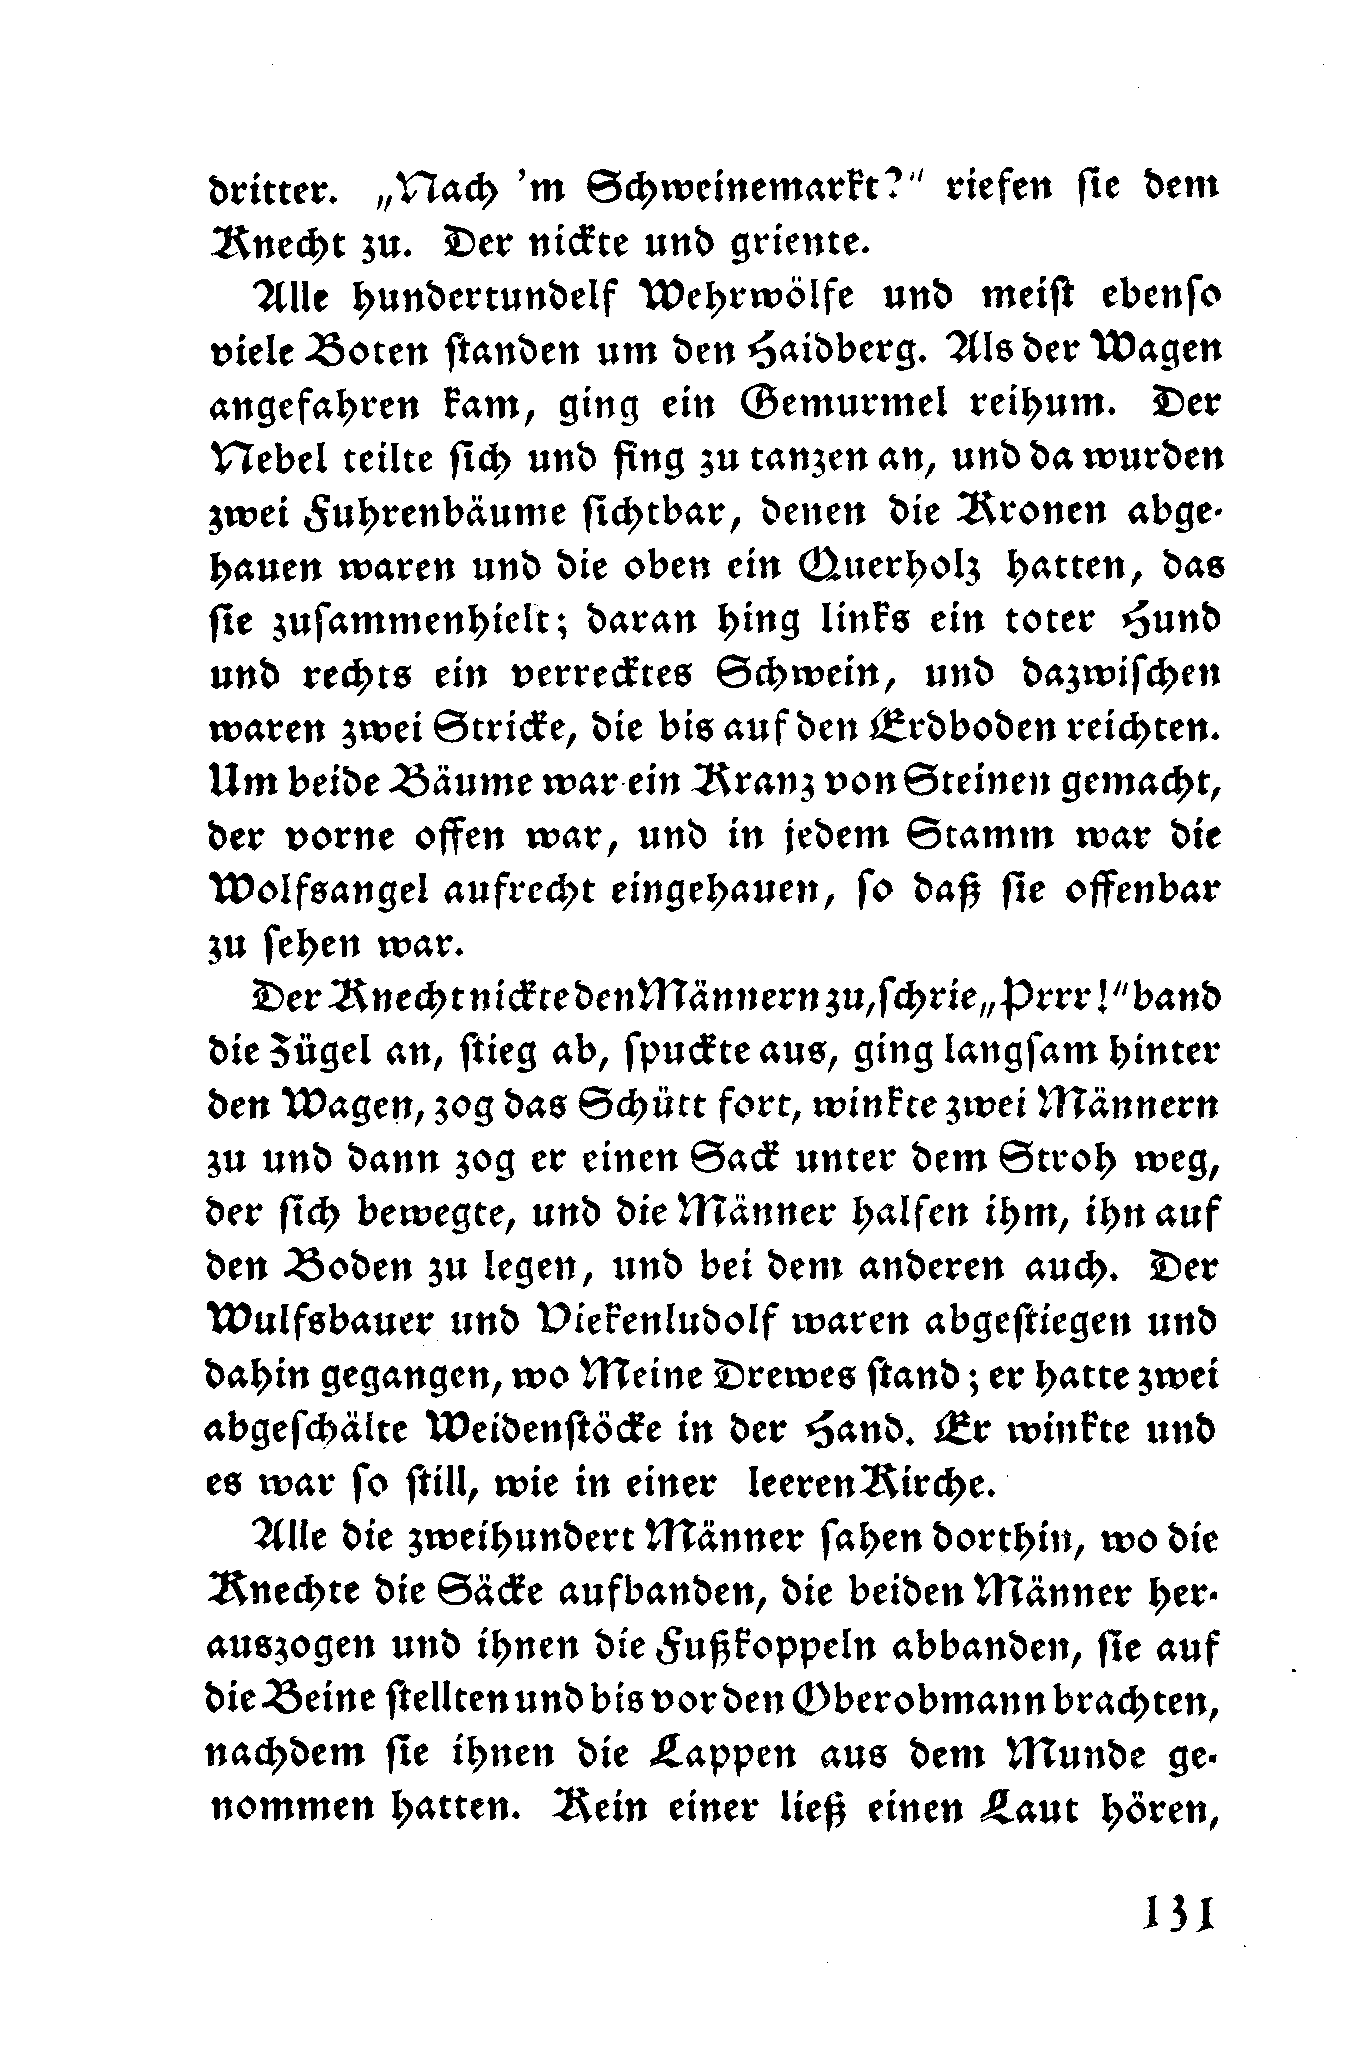 dritter. „Nach 'm Schweinemarkt?“ riefen sie dem
Knecht zu. Der nickte und griente.
Alle hundertundelf Wehrwölfe und meist ebenso
viele Boten standen um den Haidberg. Als der Wagen
angefahren kam, ging ein Gemurmel reihum. Der
Nebel teilte sich und fing zu tanzen an, und da wurden
zwei Fuhrenbäume sichtbar, denen die Kronen abge-
hauen waren und die oben ein Querholz hatten, das
sie zusammenhielt; daran hing links ein toter Hund
und rechts ein verrecktes Schwein, und dazwischen
waren zwei Stricke, die bis auf den Erdboden reichten.
Um beide Bäume war ein Kranz von Steinen gemacht,
der vorne offen war, und in jedem Stamm war die
Wolfsangel aufrecht eingehauen, so daß sie offenbar
zu sehen war.
Der Knecht nickte den Männern zu, schrie „Prrr!“ band
die Zügel an, stieg ab, spuckte aus, ging langsam hinter
den Wagen, zog das Schütt fort, winkte zwei Männern
zu und dann zog er einen Sack unter dem Stroh weg,
der sich bewegte, und die Männer halfen ihm, ihn auf
den Boden zu legen, und bei dem anderen auch. Der
Wulfsbauer und Viekenludolf waren abgestiegen und
dahin gegangen, wo Meine Drewes stand; er hatte zwei
abgeschälte Weidenstöcke in der Hand. Er winkte und
es war so still, wie in einer leeren Kirche.
Alle die zweihundert Männer sahen dorthin, wo die
Knechte die Säcke aufbanden, die beiden Männer her-
auszogen und ihnen die Fußkoppeln abbanden, sie auf
die Beine stellten und bis vor den Oberobmann brachten,
nachdem sie ihnen die Lappen aus dem Munde ge-
nommen hatten. Kein einer ließ einen Laut hören,
131